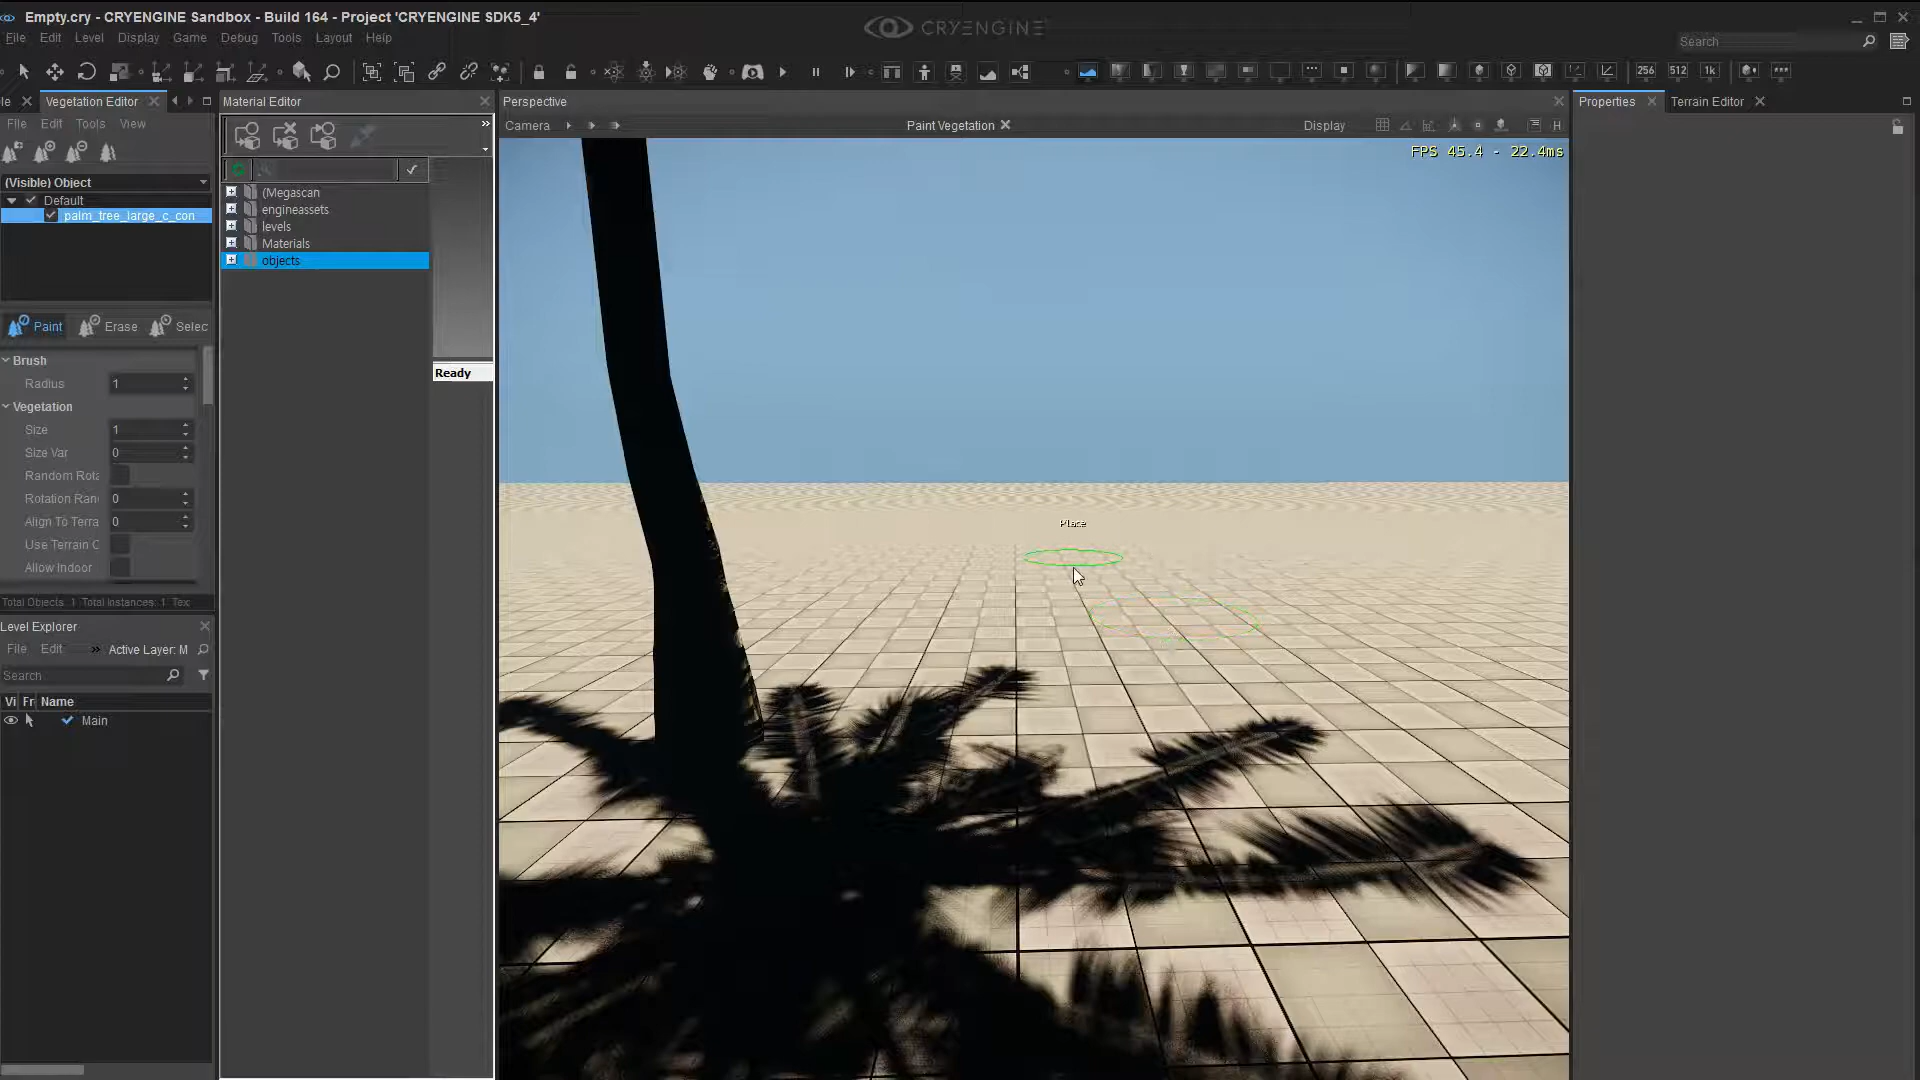 Empty.cry - CRYENGINE Sandbox - Build 164 - Project 'CRYENGINE SDK5_4'
CRYENGINE
File Edit Level Display Game Debug Tools Layout Help
Search
256 512 1k
le
Vegetation Editor
Material Editor
Perspective
Properties
Terrain Editor
File Edit Tools View
Camera
Paint Vegetation
Display
H
FPS 45.4 - 22.4ms
(Visible) Object
Default
palm_tree_large_c_con
(Megascan
engineassets
levels
Materials
objects
Paint
Erase
Selec
Ready
Brush
Radius 1
Vegetation
Size 1
Size Var 0
Random Rota
Rotation Ran 0
Align To Terra 0
Use Terrain C
Allow Indoor
Total Objects: 1 Total Instances: 1 Tex
Place
Level Explorer
File Edit » Active Layer: M
Search
Vi Fr Name
Main